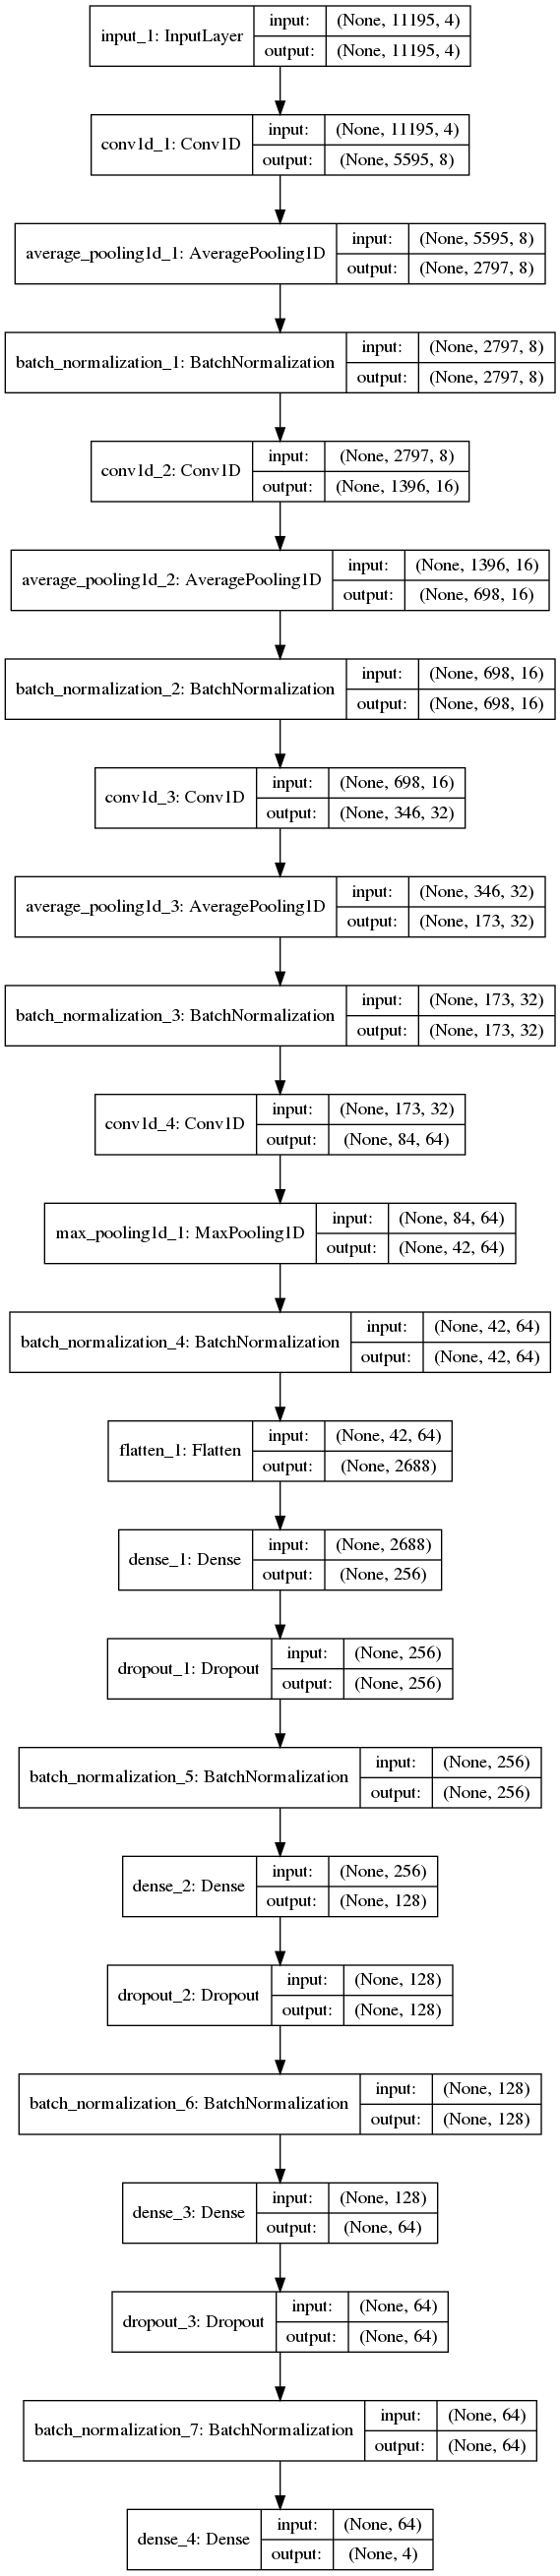 input_1: InputLayer
input: (None, 11195, 4)
output: (None, 11195, 4)
conv1d_1: Conv1D
input: (None, 11195, 4)
output: (None, 5595, 8)
average_pooling1d_1: AveragePooling1D
input: (None, 5595, 8)
output: (None, 2797, 8)
batch_normalization_1: BatchNormalization
input: (None, 2797, 8)
output: (None, 2797, 8)
conv1d_2: Conv1D
input: (None, 2797, 8)
output: (None, 1396, 16)
average_pooling1d_2: AveragePooling1D
input: (None, 1396, 16)
output: (None, 698, 16)
batch_normalization_2: BatchNormalization
input: (None, 698, 16)
output: (None, 698, 16)
conv1d_3: Conv1D
input: (None, 698, 16)
output: (None, 346, 32)
average_pooling1d_3: AveragePooling1D
input: (None, 346, 32)
output: (None, 173, 32)
batch_normalization_3: BatchNormalization
input: (None, 173, 32)
output: (None, 173, 32)
conv1d_4: Conv1D
input: (None, 173, 32)
output: (None, 84, 64)
max_pooling1d_1: MaxPooling1D
input: (None, 84, 64)
output: (None, 42, 64)
batch_normalization_4: BatchNormalization
input: (None, 42, 64)
output: (None, 42, 64)
flatten_1: Flatten
input: (None, 42, 64)
output: (None, 2688)
dense_1: Dense
input: (None, 2688)
output: (None, 256)
dropout_1: Dropout
input: (None, 256)
output: (None, 256)
batch_normalization_5: BatchNormalization
input: (None, 256)
output: (None, 256)
dense_2: Dense
input: (None, 256)
output: (None, 128)
dropout_2: Dropout
input: (None, 128)
output: (None, 128)
batch_normalization_6: BatchNormalization
input: (None, 128)
output: (None, 128)
dense_3: Dense
input: (None, 128)
output: (None, 64)
dropout_3: Dropout
input: (None, 64)
output: (None, 64)
batch_normalization_7: BatchNormalization
input: (None, 64)
output: (None, 64)
dense_4: Dense
input: (None, 64)
output: (None, 4)